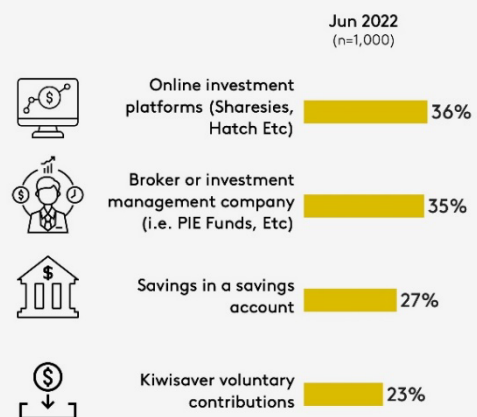 Jun 2022
(n=1,000)
Online investment
platforms (Sharesies,
Hatch Etc)
36%
Broker or investment
management company
(i.e. PIE Funds, Etc)
35%
Savings in a savings
account
27%
Kiwisaver voluntary
contributions
23%